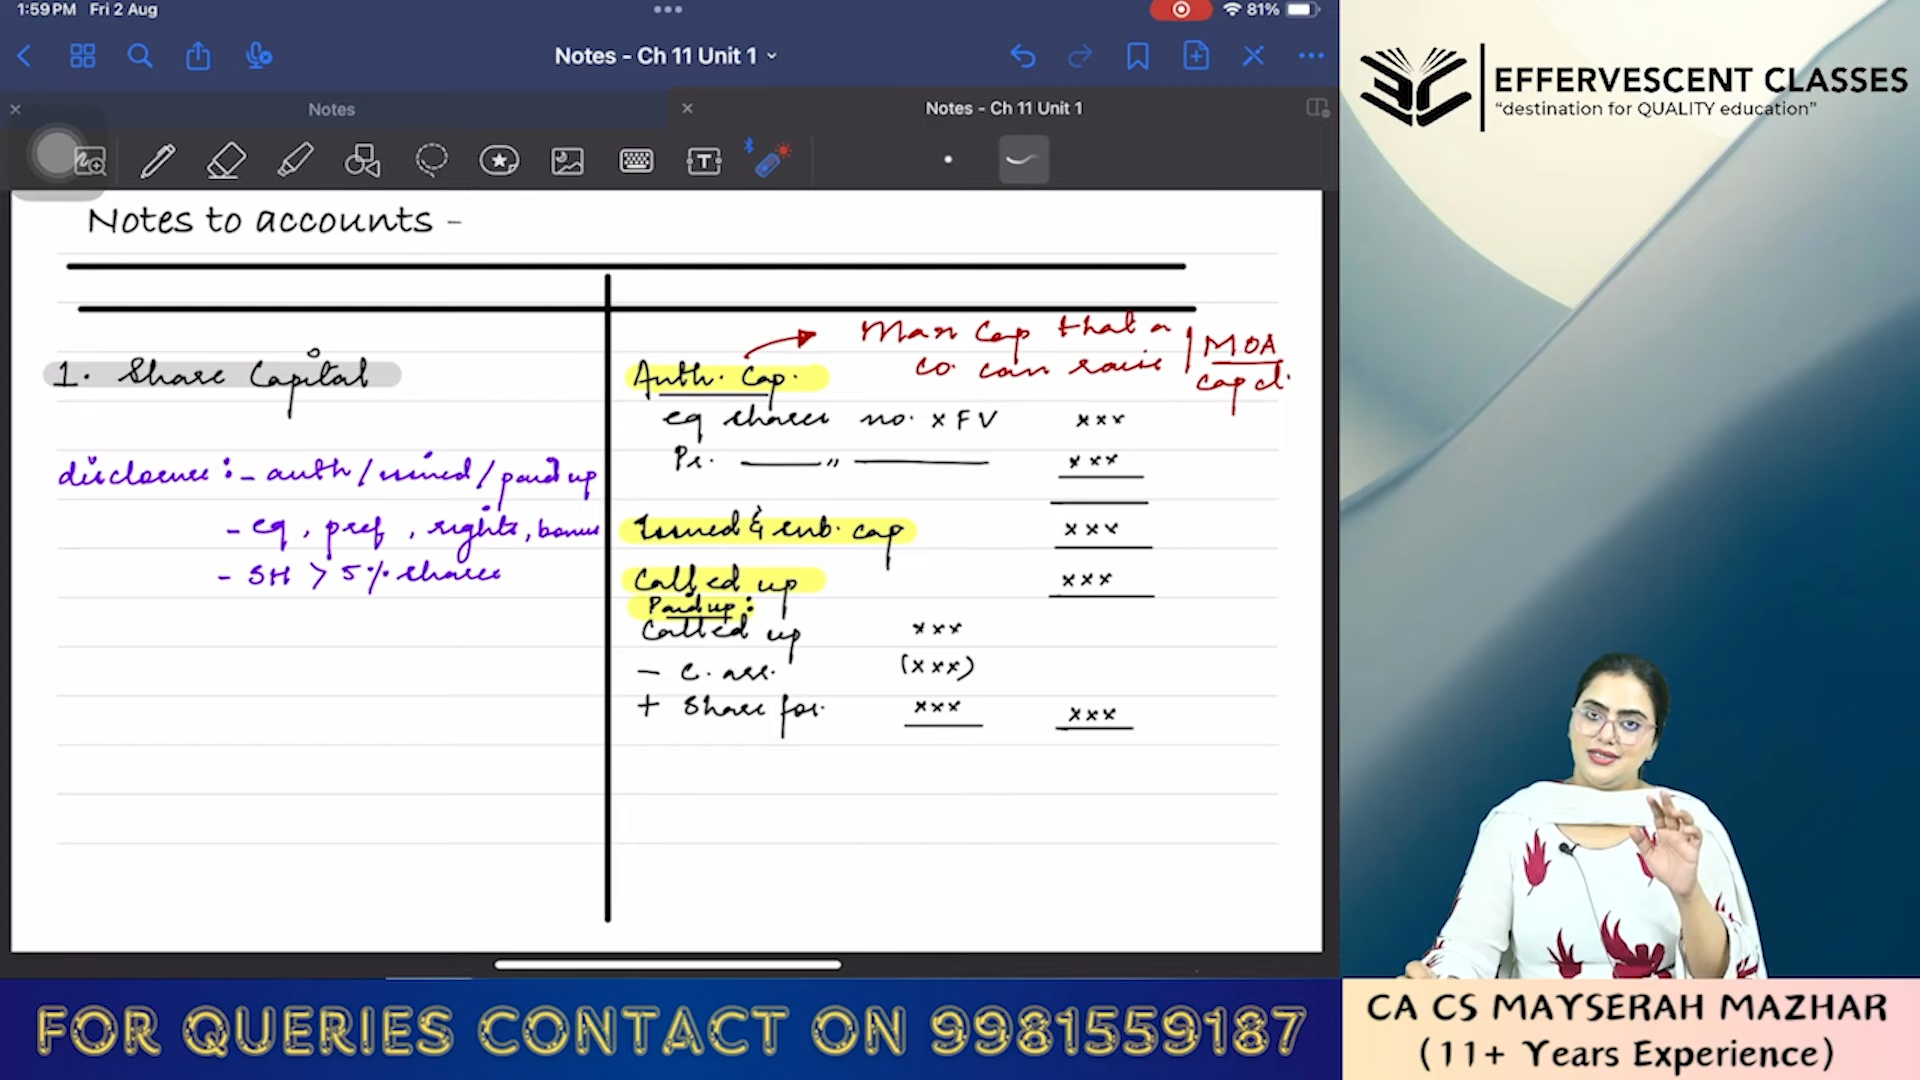 1:59 PM Fri 2 Aug
81%
Notes - Ch 11 Unit 1
Notes
Notes - Ch 11 Unit 1
EFFERVESCENT CLASSES
"destination for QUALITY education"
Notes to accounts -
1. Share Capital
disclosure :- auth / issued / paid up
- eq, pref, rights, bonus
- SH > 5% shares
Auth. Cap. → Max Cap that a co. can raise | MOA
Cap cl.
eq shares no. x FV xxx
Pr. —— " —— xxx
Issued & sub. cap xxx
Called up xxx
Paid up:
Called up xxx
- C. arr. (xxx)
+ Share for. xxx xxx
FOR QUERIES CONTACT ON 9981559187
CA CS MAYSERAH MAZHAR
(11+ Years Experience)